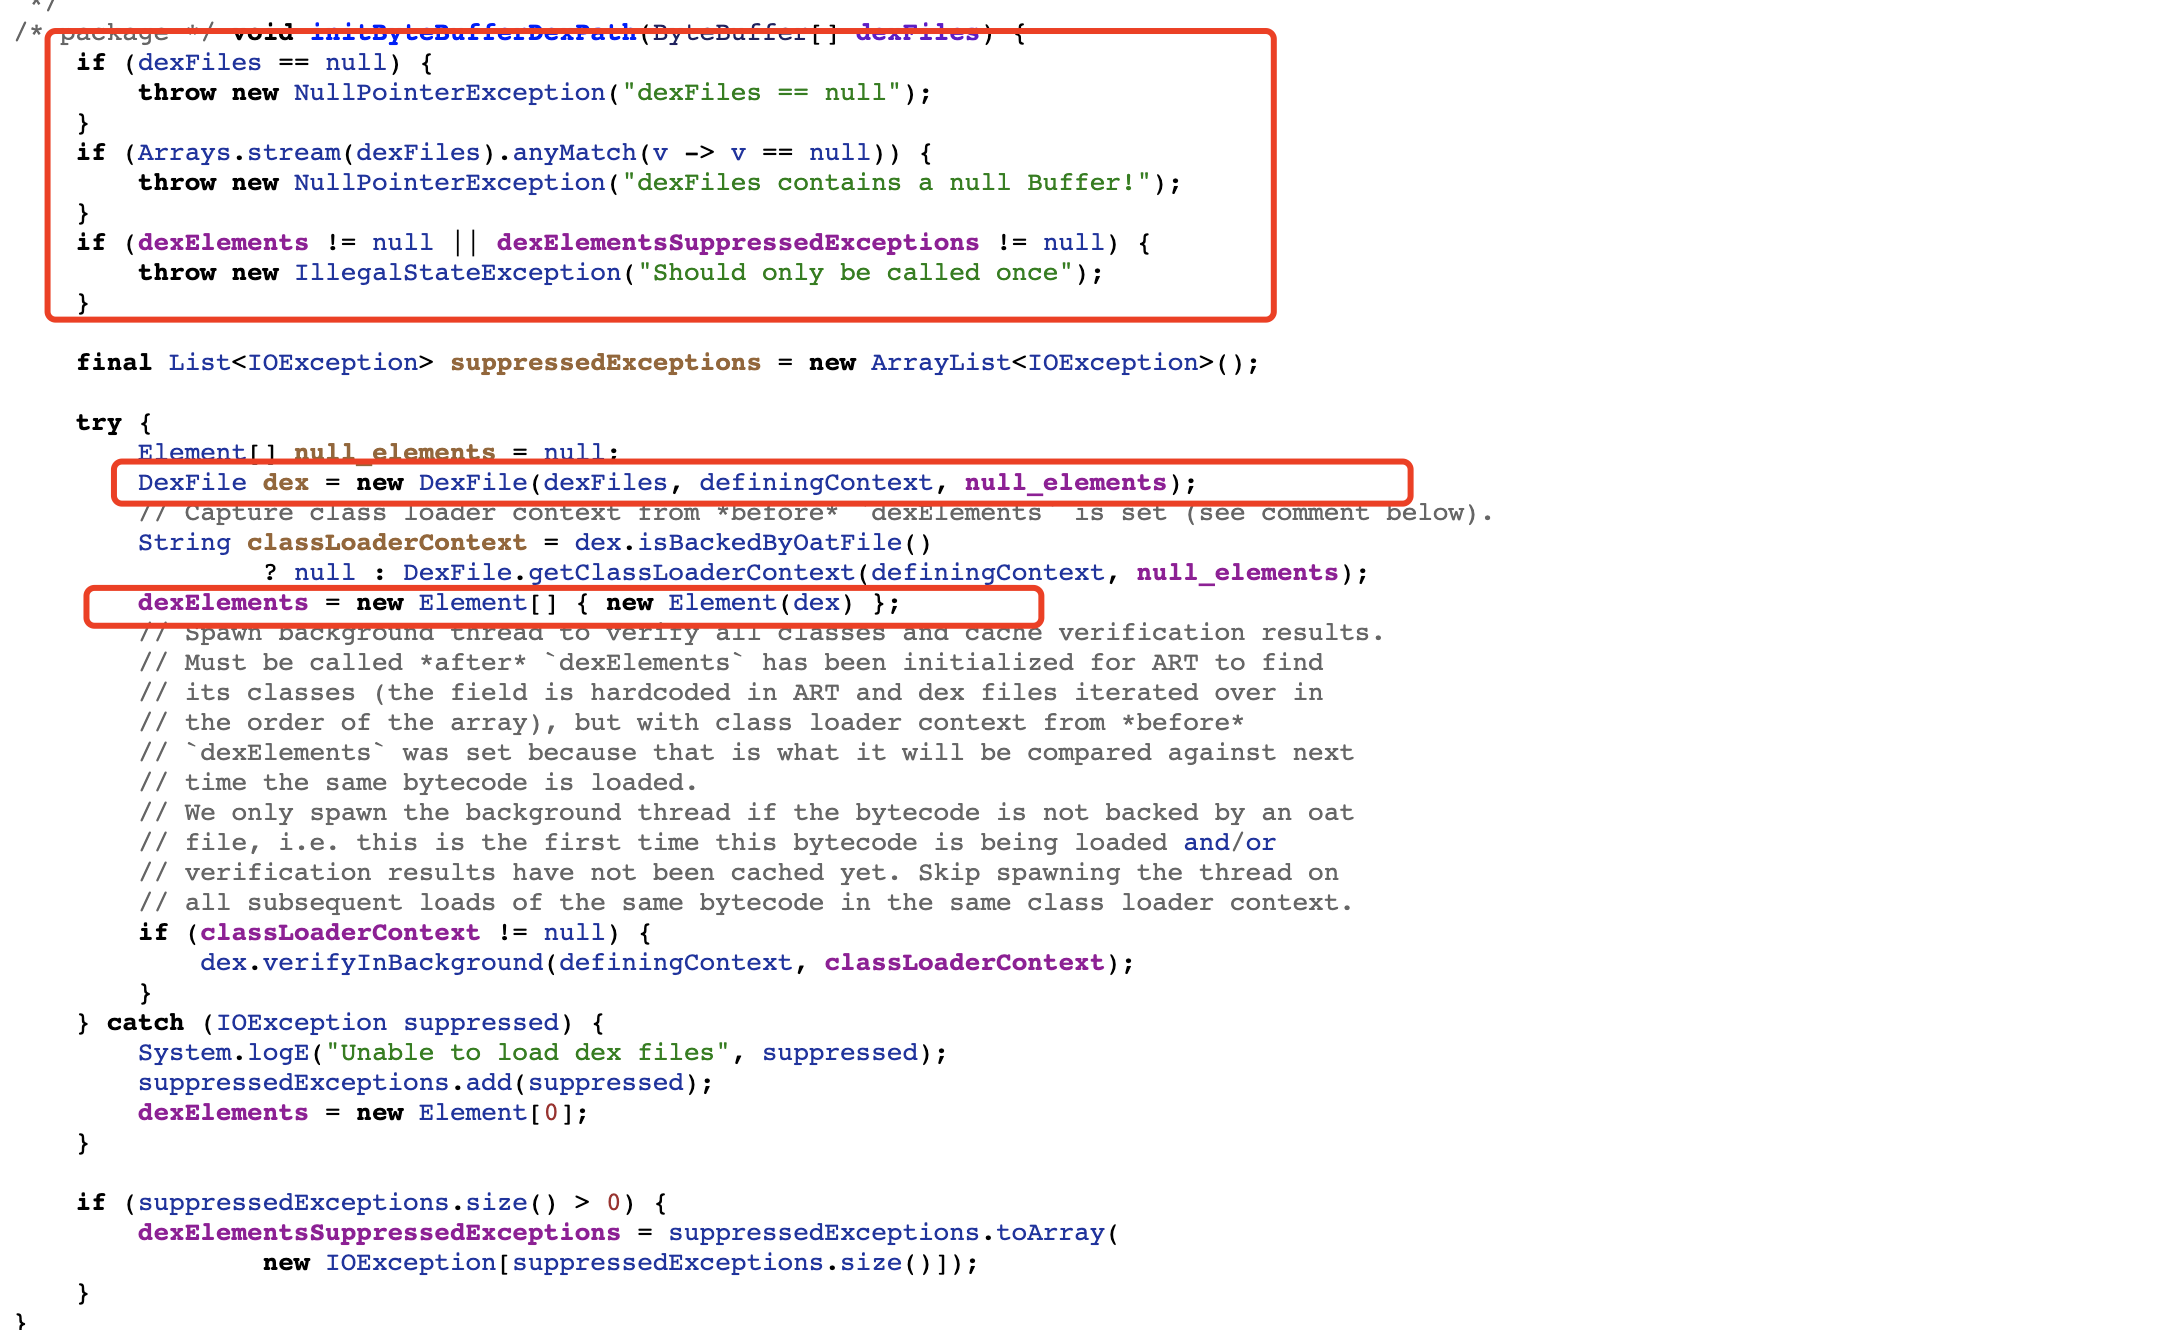 */
/* package */ void initByteBufferDexPath(ByteBuffer[] dexFiles) {
    if (dexFiles == null) {
        throw new NullPointerException("dexFiles == null");
    }
    if (Arrays.stream(dexFiles).anyMatch(v -> v == null)) {
        throw new NullPointerException("dexFiles contains a null Buffer!");
    }
    if (dexElements != null || dexElementsSuppressedExceptions != null) {
        throw new IllegalStateException("Should only be called once");
    }
    final List<IOException> suppressedExceptions = new ArrayList<IOException>();
    try {
        Element[] null_elements = null;
        DexFile dex = new DexFile(dexFiles, definingContext, null_elements);
        // Capture class loader context from *before* `dexElements` is set (see comment below).
        String classLoaderContext = dex.isBackedByOatFile()
                ? null : DexFile.getClassLoaderContext(definingContext, null_elements);
        dexElements = new Element[] { new Element(dex) };
        // Spawn background thread to verify all classes and cache verification results.
        // Must be called *after* `dexElements` has been initialized for ART to find
        // its classes (the field is hardcoded in ART and dex files iterated over in
        // the order of the array), but with class loader context from *before*
        // `dexElements` was set because that is what it will be compared against next
        // time the same bytecode is loaded.
        // We only spawn the background thread if the bytecode is not backed by an oat
        // file, i.e. this is the first time this bytecode is being loaded and/or
        // verification results have not been cached yet. Skip spawning the thread on
        // all subsequent loads of the same bytecode in the same class loader context.
        if (classLoaderContext != null) {
            dex.verifyInBackground(definingContext, classLoaderContext);
        }
    } catch (IOException suppressed) {
        System.logE("Unable to load dex files", suppressed);
        suppressedExceptions.add(suppressed);
        dexElements = new Element[0];
    }
    if (suppressedExceptions.size() > 0) {
        dexElementsSuppressedExceptions = suppressedExceptions.toArray(
                new IOException[suppressedExceptions.size()]);
    }
}